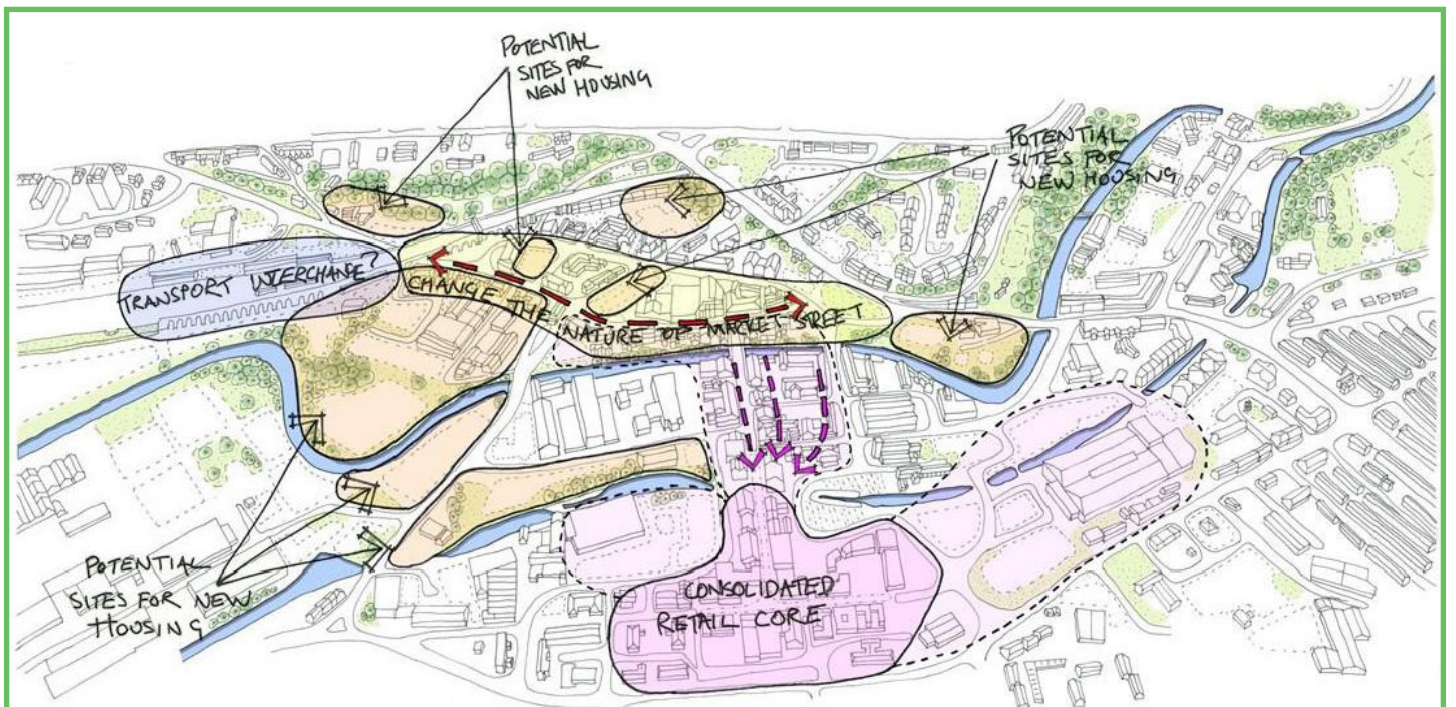 POTENTIAL
SITES FOR
NEW HOUSING
POTENTIAL
SITES FOR
NEW HOUSING
TRANSPORT INTERCHANE?
CHANGE THE NATURE OF MARKET STREET
POTENTIAL
SITES FOR NEW
HOUSING
CONSOLIDATED
RETAIL CORE